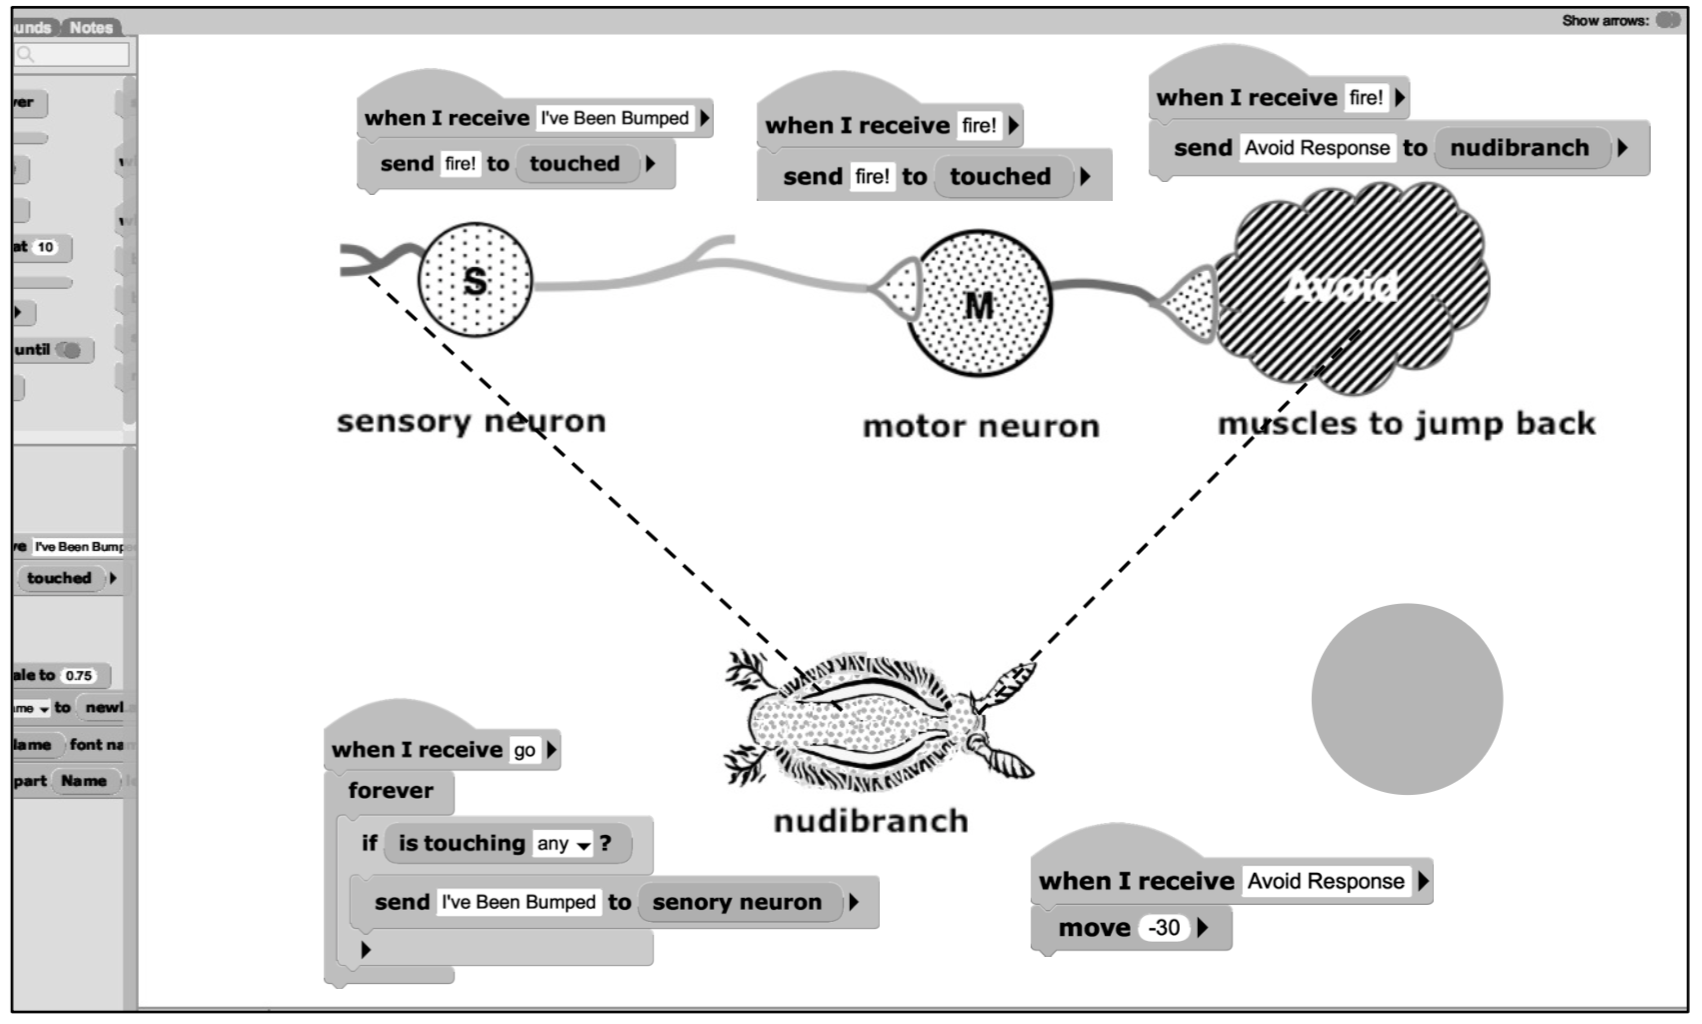 unds Notes
Show arrows:
ver
at 10
until
ve I've Been Bumpe
touched
ale to 0.75
me to newL
Name font na
part Name le
when I receive I've Been Bumped
send fire! to touched
when I receive fire!
send fire! to touched
when I receive fire!
send Avoid Response to nudibranch
S
M
Avoid
sensory neuron
motor neuron
muscles to jump back
nudibranch
when I receive go
forever
if is touching any ?
send I've Been Bumped to senory neuron
when I receive Avoid Response
move -30